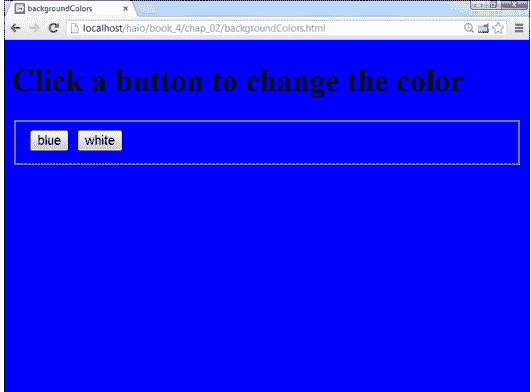 backgroundColors
localhost/haio/book_4/chap_02/backgroundColors.html
Click a button to change the color
blue white